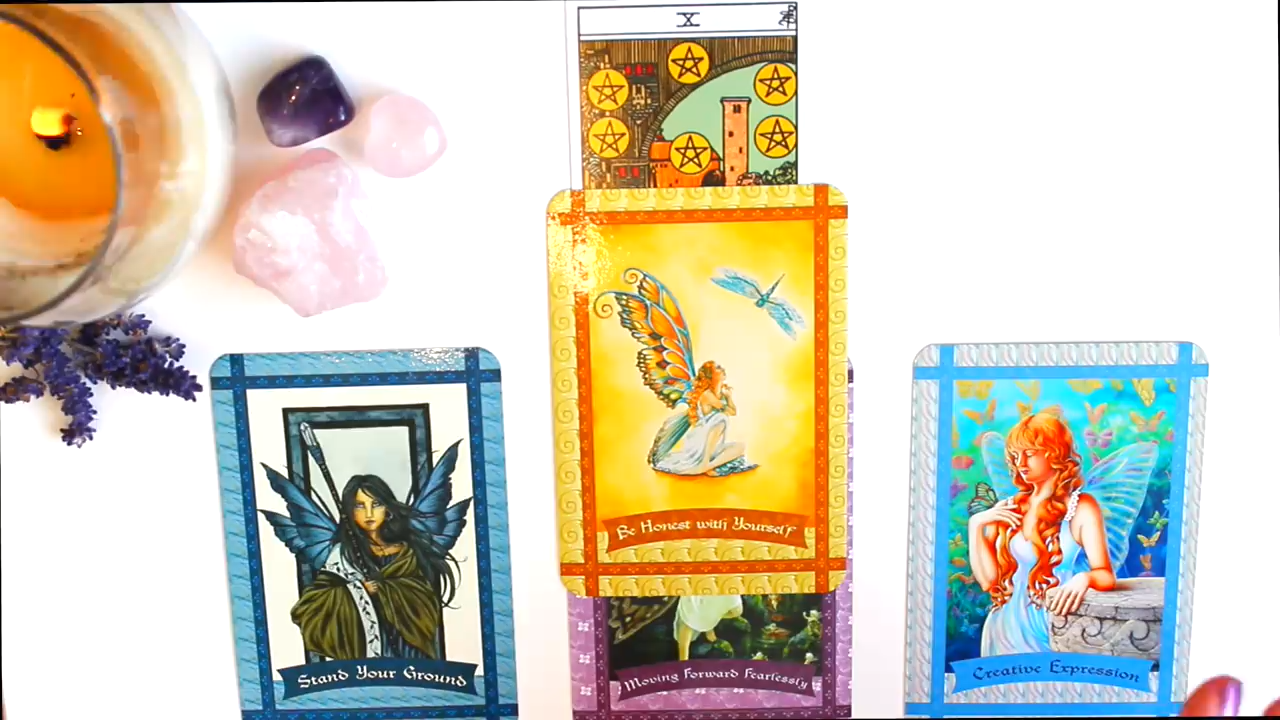 X
Be Honest with Yourself
Stand Your Ground
Moving Forward Fearlessly
Creative Expression